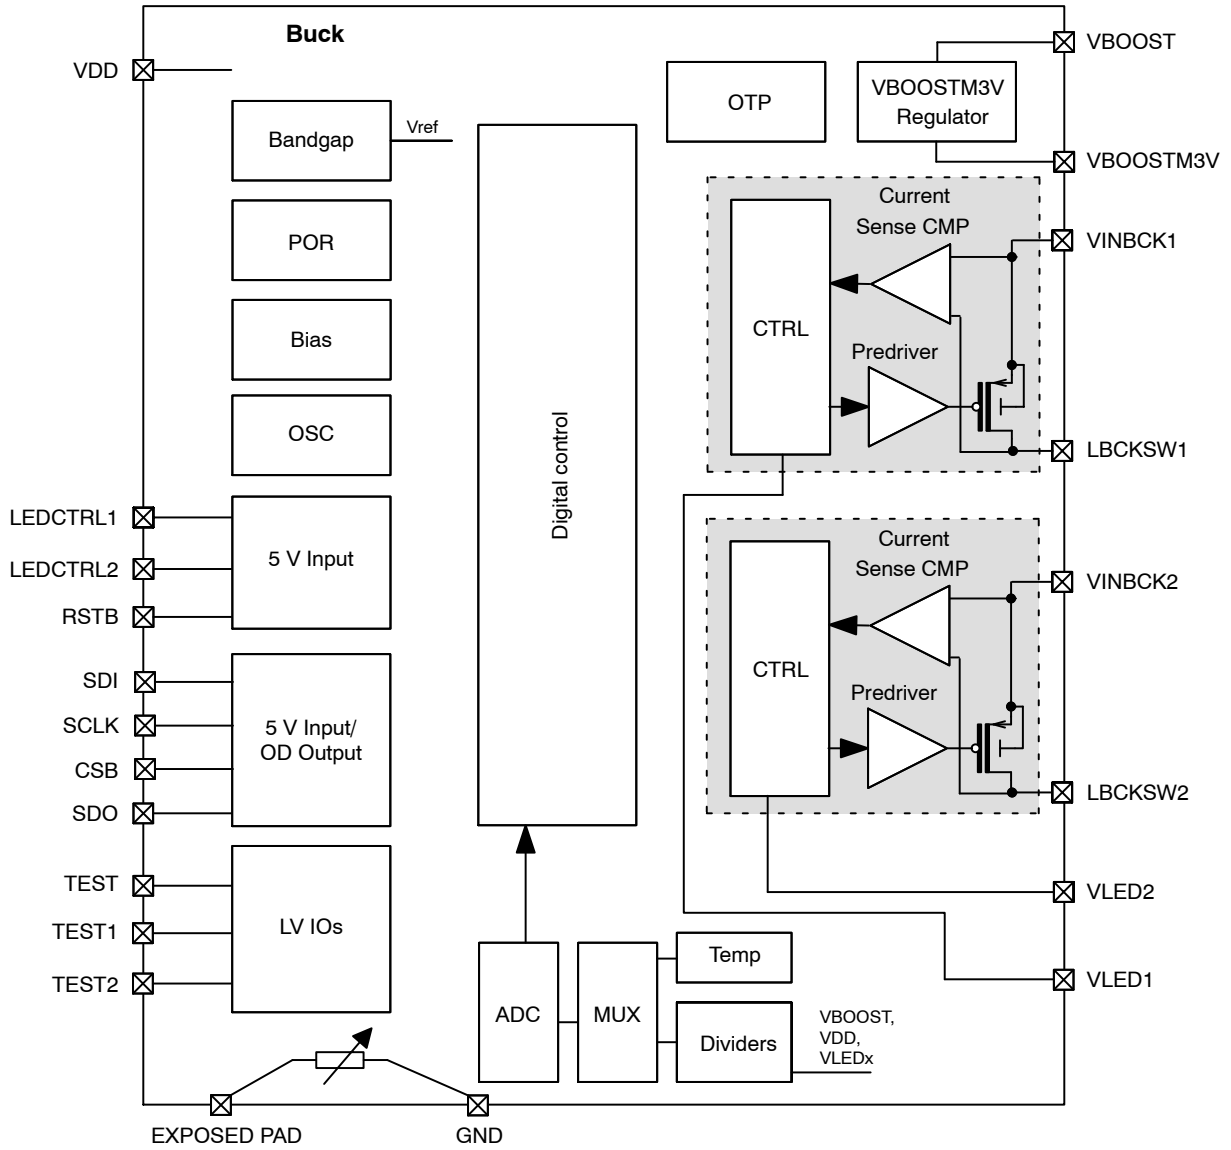 Buck
VDD
VBOOST
VBOOSTM3V
Regulator
OTP
Bandgap
Vref
VBOOSTM3V
POR
Current
Sense CMP
VINBCK1
Bias
CTRL
Predriver
OSC
LBCKSW1
Digital control
LEDCTRL1
5 V Input
LEDCTRL2
RSTB
Current
Sense CMP
VINBCK2
SDI
CTRL
Predriver
SCLK
5 V Input/
OD Output
CSB
SDO
LBCKSW2
TEST
VLED2
TEST1
LV IOs
TEST2
Temp
VLED1
ADC
MUX
Dividers
VBOOST,
VDD,
VLEDx
EXPOSED PAD
GND